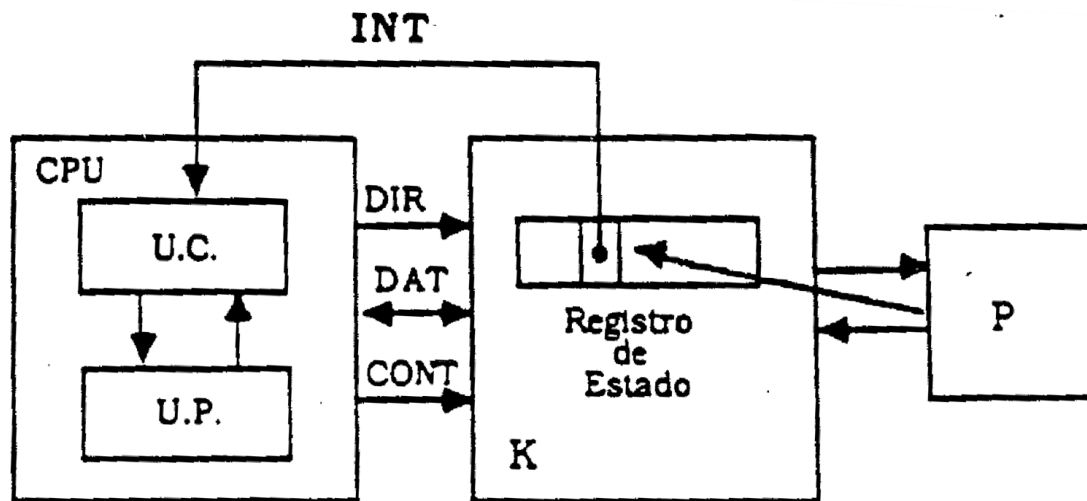 INT
CPU
U.C.
U.P.
DIR
DAT
CONT
Registro
de
Estado
K
P